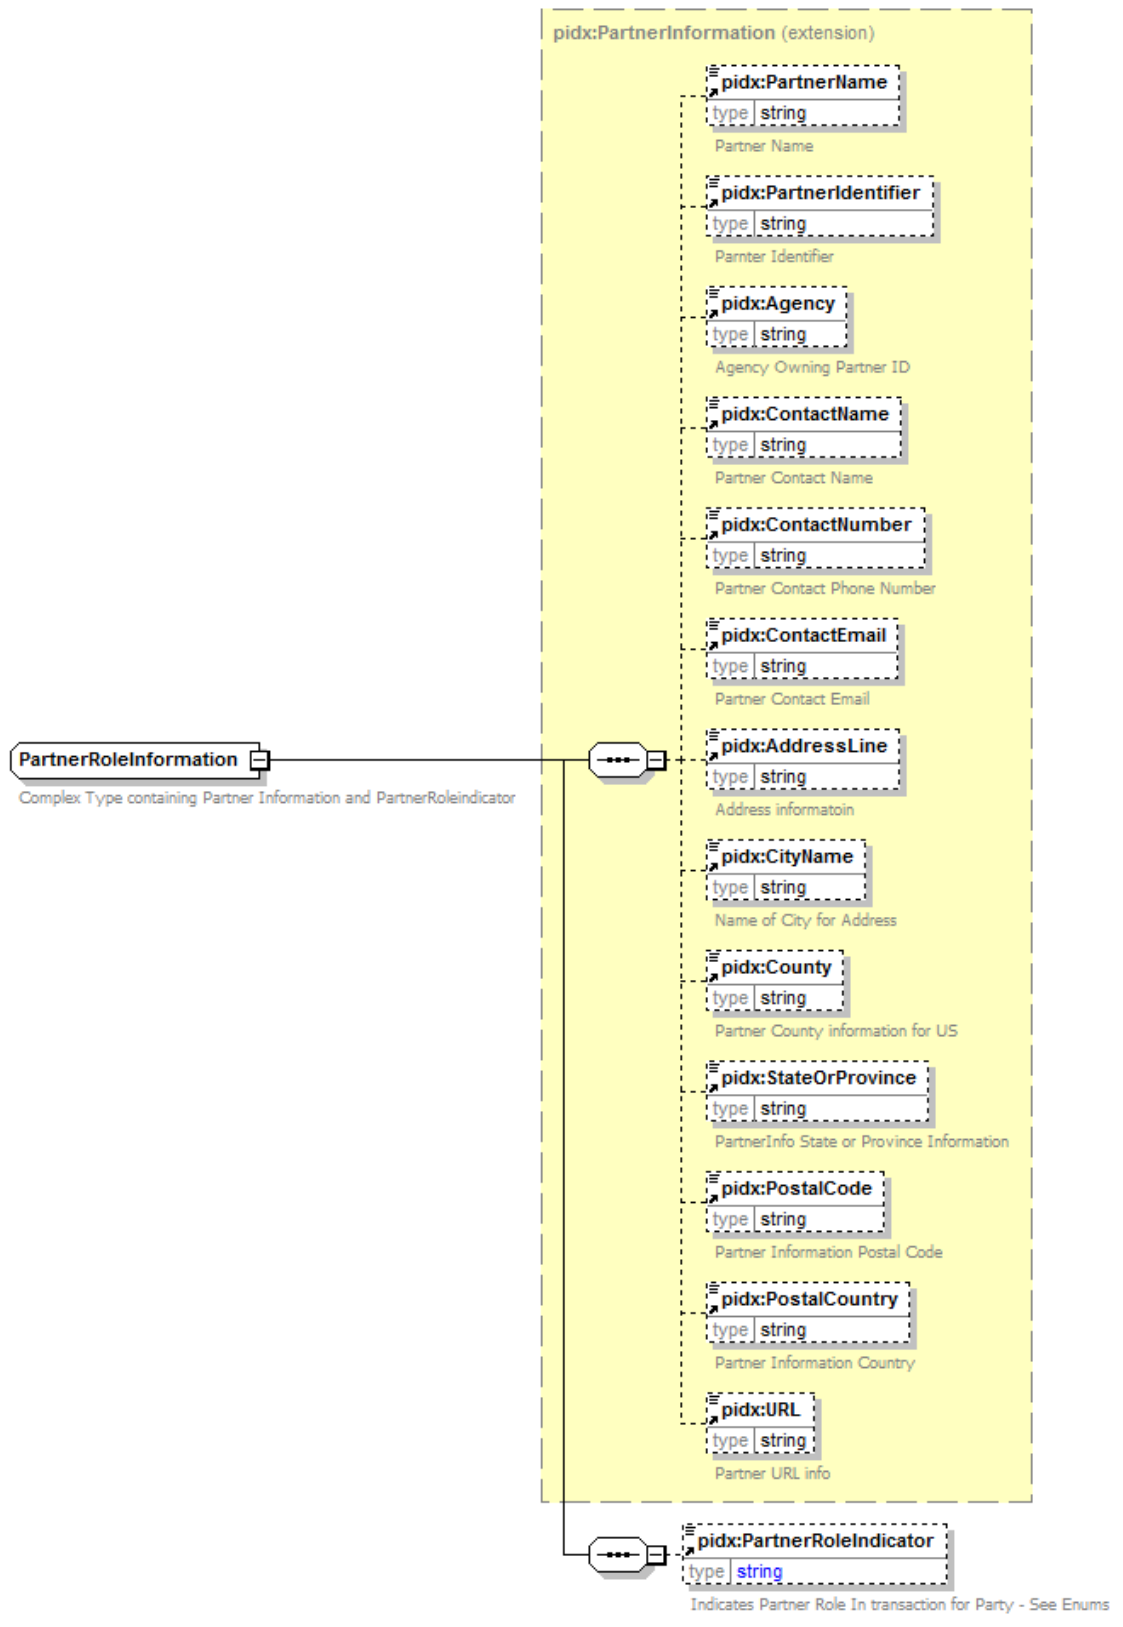 pidx:PartnerInformation (extension)
pidx:PartnerName
type string
Partner Name
pidx:PartnerIdentifier
type string
Parnter Identifier
pidx:Agency
type string
Agency Owning Partner ID
pidx:ContactName
type string
Partner Contact Name
pidx:ContactNumber
type string
Partner Contact Phone Number
pidx:ContactEmail
type string
Partner Contact Email
PartnerRoleInformation
Complex Type containing Partner Information and PartnerRoleindicator
pidx:AddressLine
type string
Address informatoin
pidx:CityName
type string
Name of City for Address
pidx:County
type string
Partner County information for US
pidx:StateOrProvince
type string
PartnerInfo State or Province Information
pidx:PostalCode
type string
Partner Information Postal Code
pidx:PostalCountry
type string
Partner Information Country
pidx:URL
type string
Partner URL info
pidx:PartnerRoleIndicator
type string
Indicates Partner Role In transaction for Party - See Enums